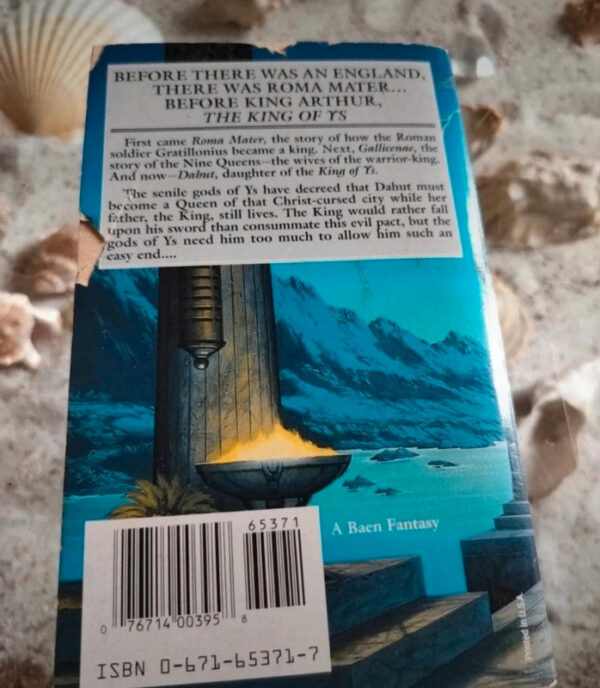 BEFORE THERE WAS AN ENGLAND,
THERE WAS ROMA MATER...
BEFORE KING ARTHUR,
THE KING OF YS
First came Roma Mater, the story of how the Roman
soldier Gratillonius became a king. Next, Gallicenae, the
story of the Nine Queens—the wives of the warrior-king.
And now—Dahut, daughter of the King of Ys.
The senile gods of Ys have decreed that Dahut must
become a Queen of that Christ-cursed city while her
father, the King, still lives. The King would rather fall
upon his sword than consummate this evil pact, but the
gods of Ys need him too much to allow him such an
easy end....
A Baen Fantasy
65371
0 76714 00395 8
ISBN 0-671-65371-7
Printed in U.S.A.